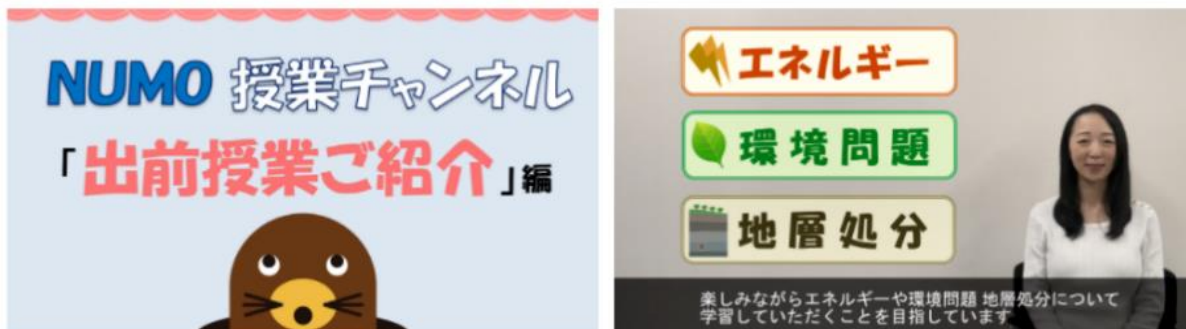 NUMO 授業チャンネル
「出前授業ご紹介」編
エネルギー
環境問題
地層処分
楽しみながらエネルギーや環境問題 地層処分について
学習していただくことを目指しています